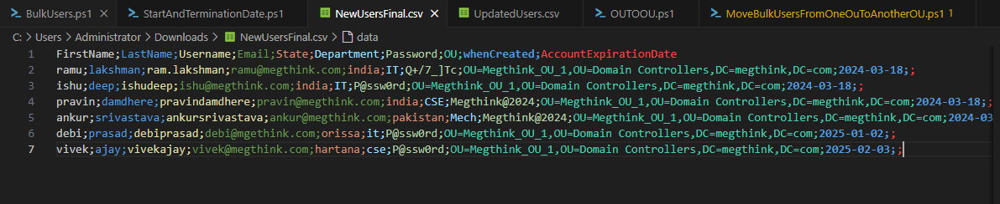 BulkUsers.ps1 StartAndTerminationDate.ps1 NewUsersFinal.csv UpdatedUsers.csv OUTOOU.ps1 MoveBulkUsersFromOneOuToAnotherOU.ps1 1
C: > Users > Administrator > Downloads > NewUsersFinal.csv > data
1 FirstName;LastName;Username;Email;State;Department;Password;OU;whenCreated;AccountExpirationDate
2 ramu;lakshman;ram.lakshman;ramu@megthink.com;india;IT;Q+/7_]Tc;OU=Megthink_OU_1,OU=Domain Controllers,DC=megthink,DC=com;2024-03-18;;
3 ishu;deep;ishudeep;ishu@megthink.com;india;IT;P@ssw0rd;OU=Megthink_OU_1,OU=Domain Controllers,DC=megthink,DC=com;2024-03-18;;
4 pravin;damdhere;pravindamdhere;pravin@megthink.com;india;CSE;Megthink@2024;OU=Megthink_OU_1,OU=Domain Controllers,DC=megthink,DC=com;2024-03-18;;
5 ankur;srivastava;ankursrivastava;ankur@megthink.com;pakistan;Mech;Megthink@2024;OU=Megthink_OU_1,OU=Domain Controllers,DC=megthink,DC=com;2024-03
6 debi;prasad;debiprasad;debi@mgethink.com;orissa;it;P@ssw0rd;OU=Megthink_OU_1,OU=Domain Controllers,DC=megthink,DC=com;2025-01-02;;
7 vivek;ajay;vivekajay;vivek@megthink.com;hartana;cse;P@ssw0rd;OU=Megthink_OU_1,OU=Domain Controllers,DC=megthink,DC=com;2025-02-03;;